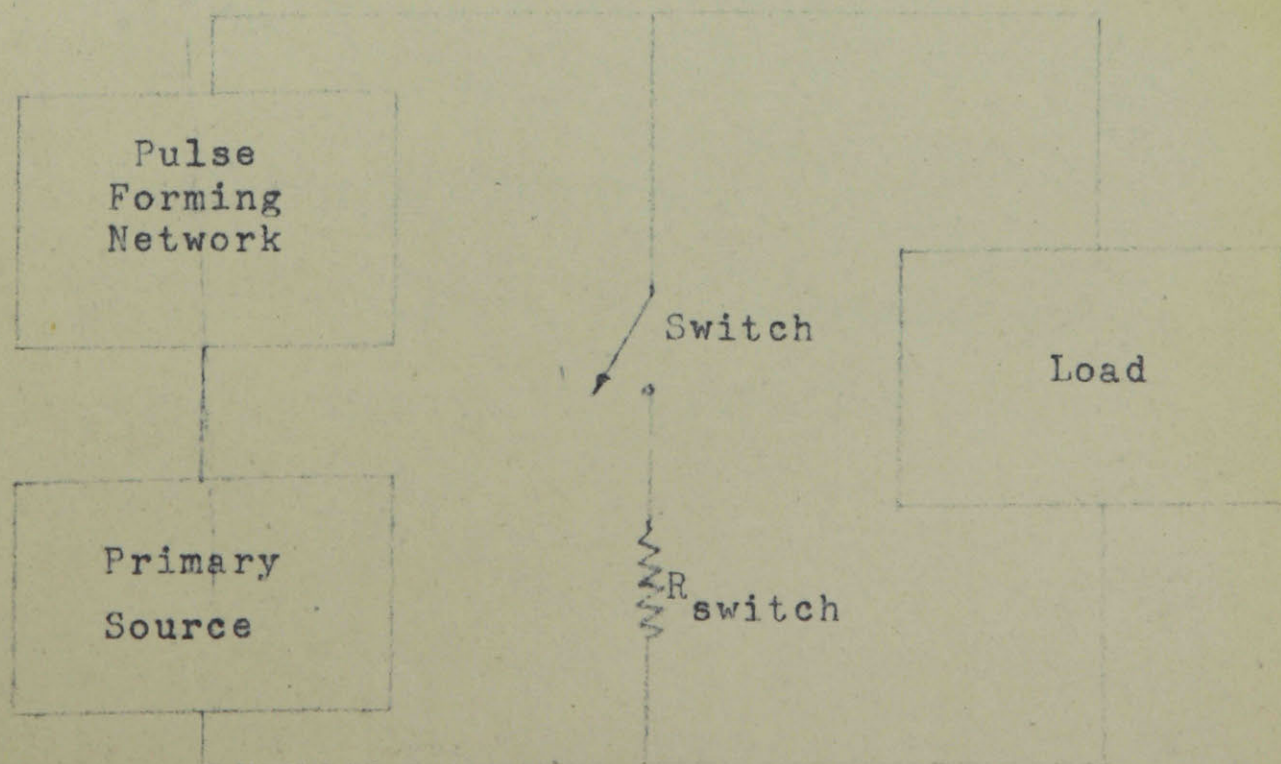 Pulse
Forming
Network
Switch
Load
Primary
Source
R switch